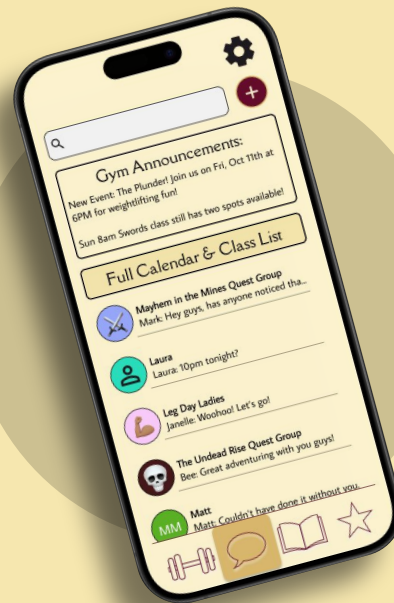 Gym Announcements:
New Event: The Plunder! Join us on Fri, Oct 11th at
6PM for weightlifting fun!
Sun 8am Swords class still has two spots available!
Full Calendar & Class List
Mayhem in the Mines Quest Group
Mark: Hey guys, has anyone noticed tha...
Laura
Laura: 10pm tonight?
Leg Day Ladies
Janelle: Woohoo! Let's go!
The Undead Rise Quest Group
Bee: Great adventuring with you guys!
MM
Matt
Matt: Couldn't have done it without you.